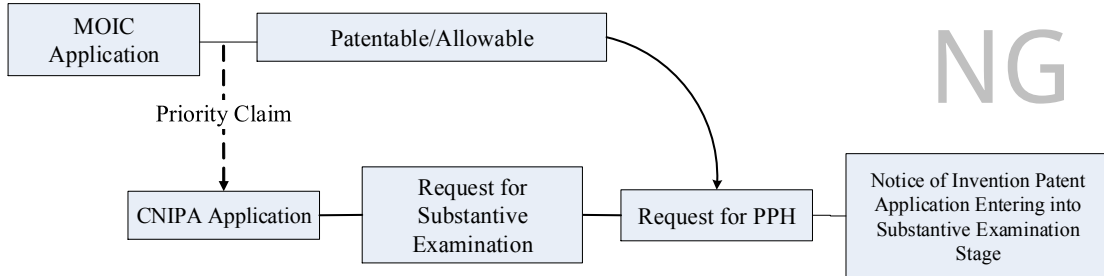 MOIC
Application
Patentable/Allowable
NG
Priority Claim
CNIPA Application
Request for
Substantive
Examination
Request for PPH
Notice of Invention Patent
Application Entering into
Substantive Examination
Stage